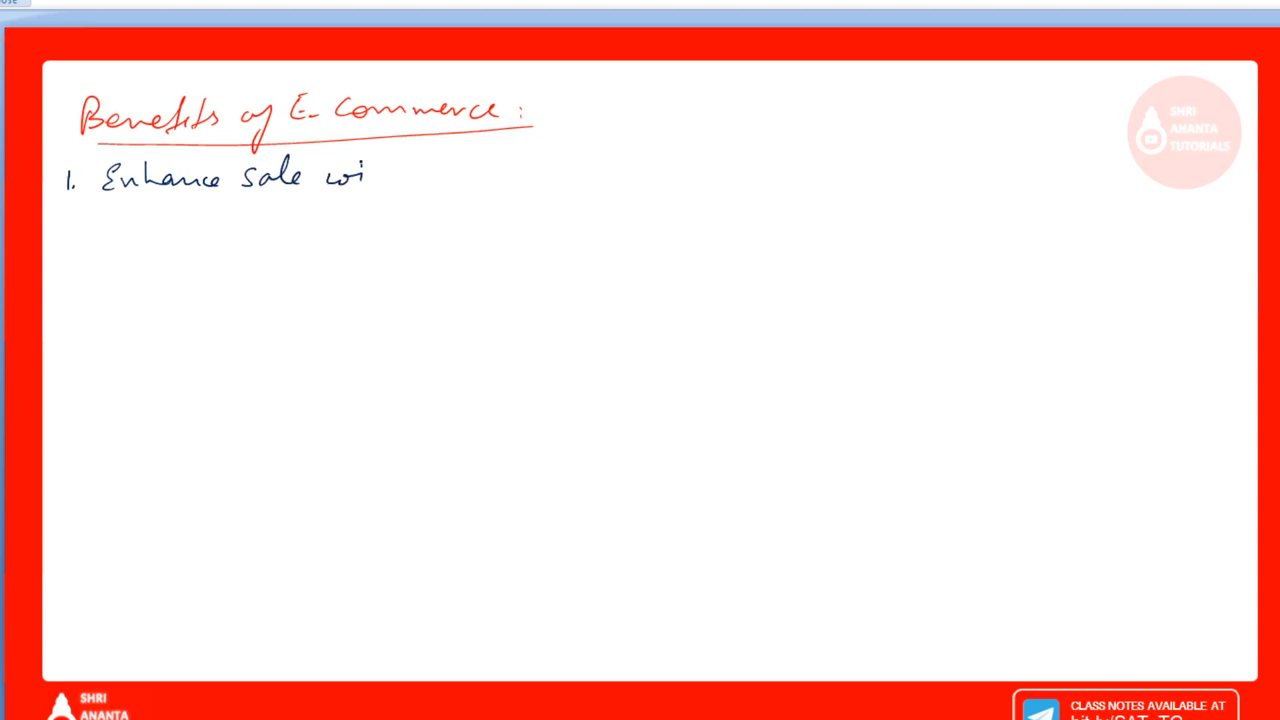 Benefits of E-Commerce:
1. Enhance Sale wi
SHRI
ANANTA
TUTORIALS
SHRI
ANANTA
CLASS NOTES AVAILABLE AT